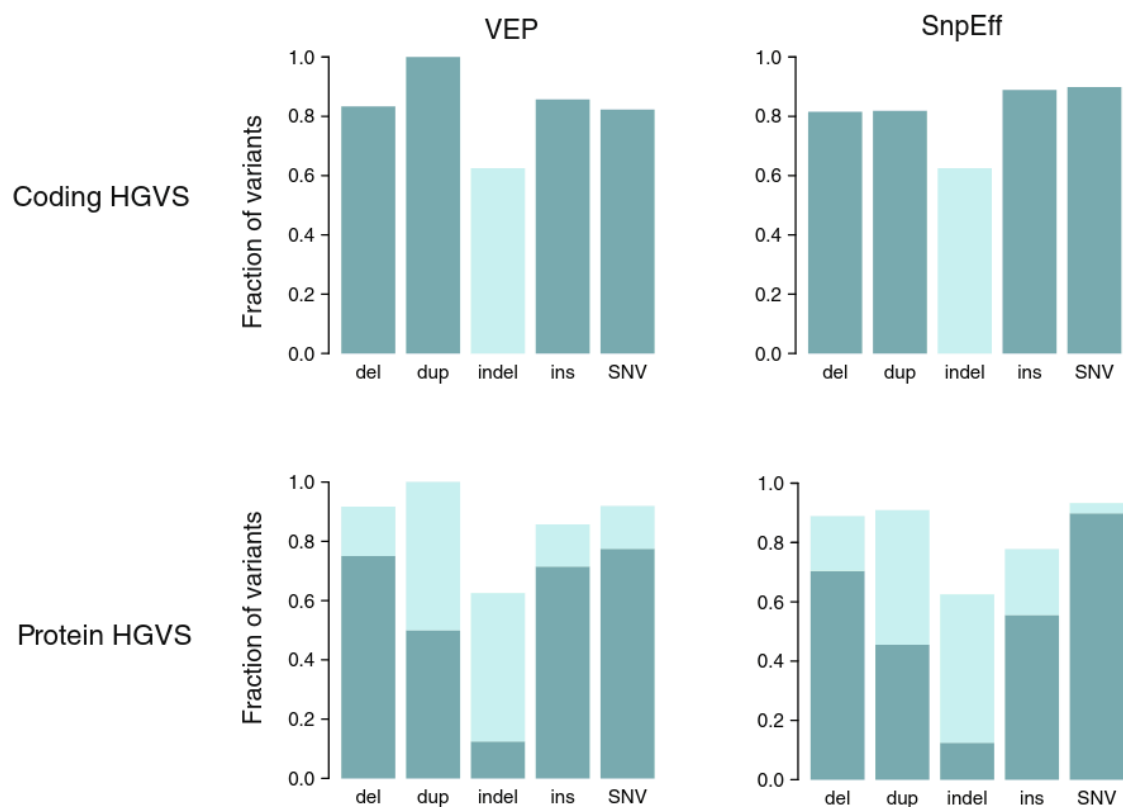 VEP
SnpEff
Coding HGVS
Fraction of variants
1.0
0.8
0.6
0.4
0.2
0.0
del dup indel ins SNV
1.0
0.8
0.6
0.4
0.2
0.0
del dup indel ins SNV
Protein HGVS
Fraction of variants
1.0
0.8
0.6
0.4
0.2
0.0
del dup indel ins SNV
1.0
0.8
0.6
0.4
0.2
0.0
del dup indel ins SNV